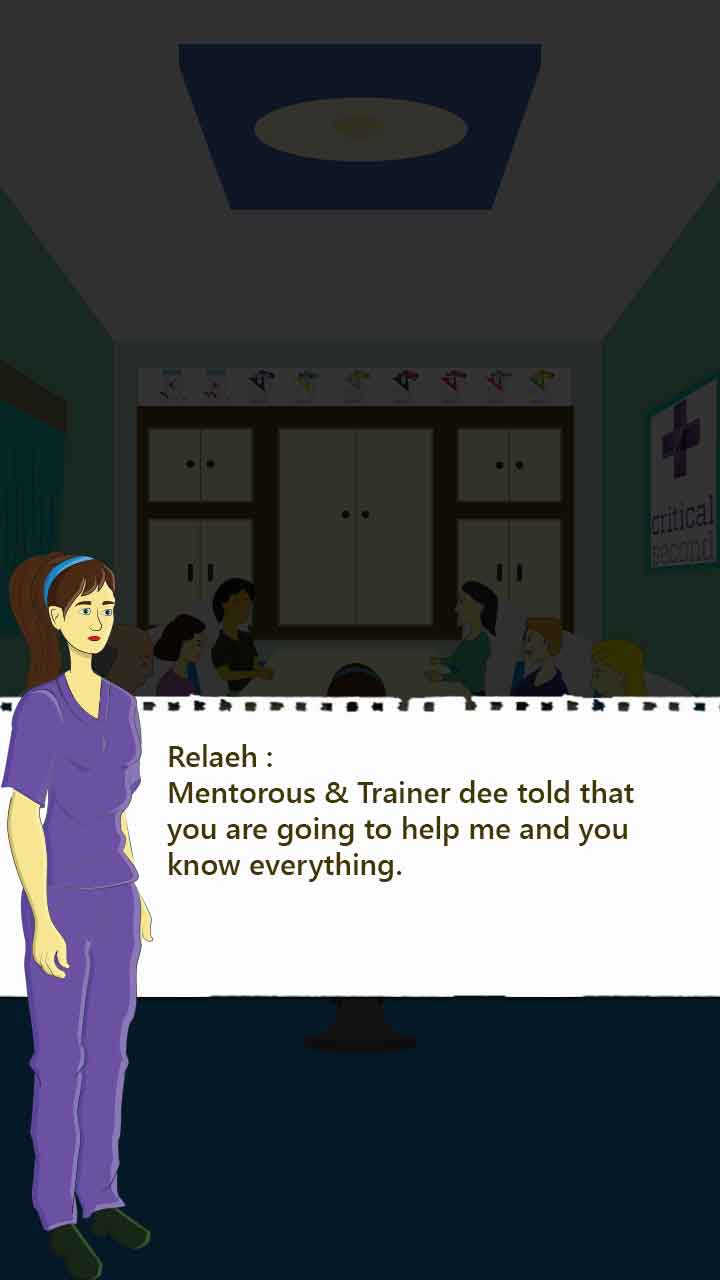 critical
second
Relaeh :
Mentorous & Trainer dee told that
you are going to help me and you
know everything.